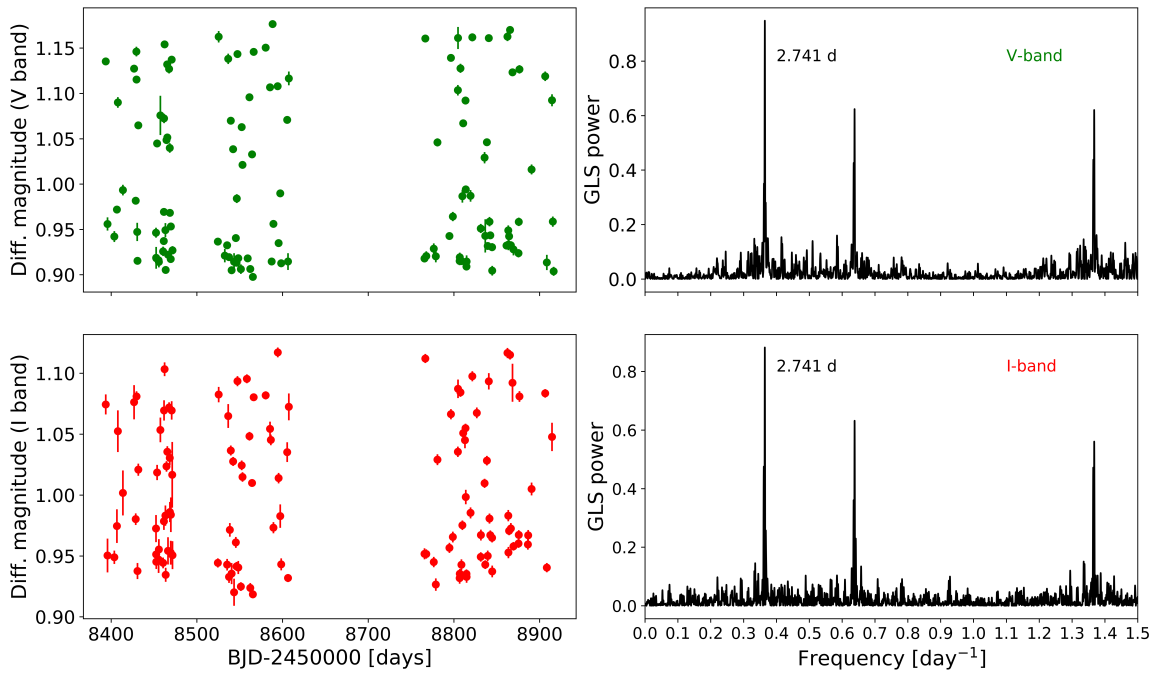 Diff. magnitude (V band)
1.15
1.10
1.05
1.00
0.95
0.90
GLS power
0.8
0.6
0.4
0.2
0.0
2.741 d
V-band
Diff. magnitude (I band)
1.10
1.05
1.00
0.95
0.90
8400
8500
8600
8700
8800
8900
BJD-2450000 [days]
GLS power
0.8
0.6
0.4
0.2
0.0
2.741 d
I-band
0.0 0.1 0.2 0.3 0.4 0.5 0.6 0.7 0.8 0.9 1.0 1.1 1.2 1.3 1.4 1.5
Frequency [day⁻¹]